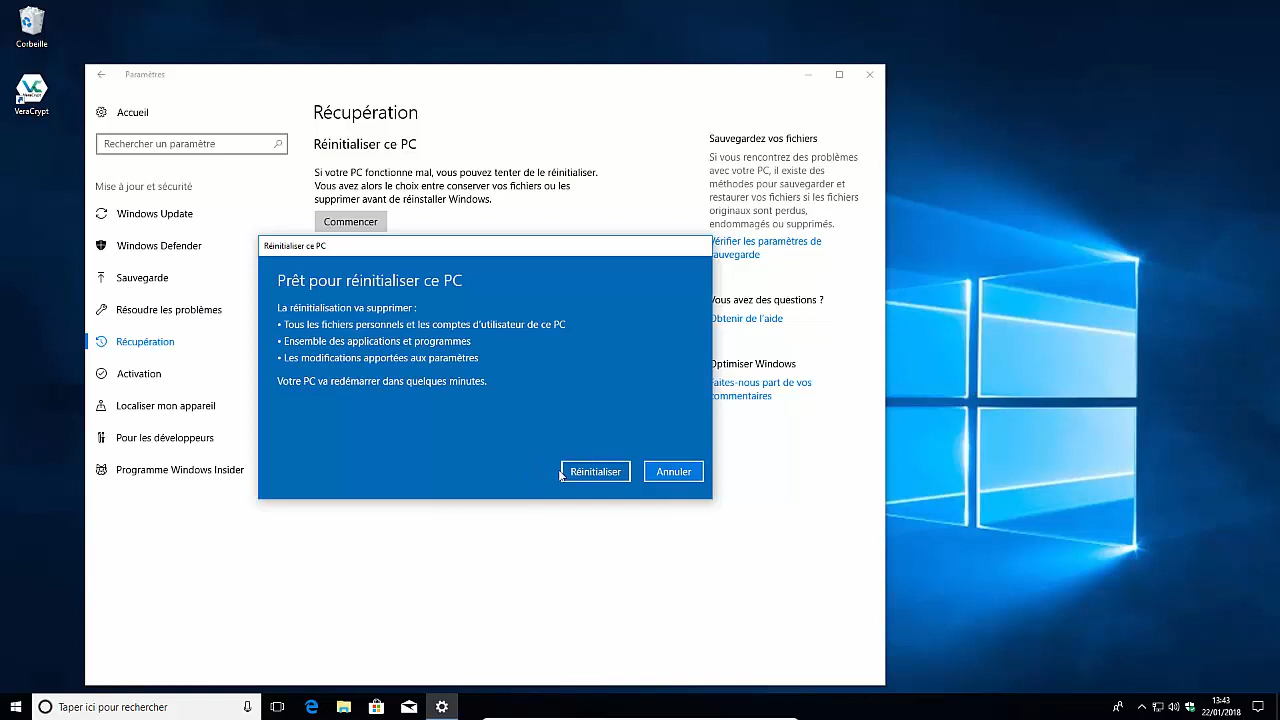 Corbeille
VeraCrypt
Paramètres
Accueil
Rechercher un paramètre
Mise à jour et sécurité
Windows Update
Windows Defender
Sauvegarde
Résoudre les problèmes
Récupération
Activation
Localiser mon appareil
Pour les développeurs
Programme Windows Insider
Récupération
Réinitialiser ce PC
Si votre PC fonctionne mal, vous pouvez tenter de le réinitialiser.
Vous avez alors le choix entre conserver vos fichiers ou les
supprimer avant de réinstaller Windows.
Commencer
Réinitialiser ce PC
Prêt pour réinitialiser ce PC
La réinitialisation va supprimer :
• Tous les fichiers personnels et les comptes d'utilisateur de ce PC
• Ensemble des applications et programmes
• Les modifications apportées aux paramètres
Votre PC va redémarrer dans quelques minutes.
Réinitialiser
Annuler
Sauvegardez vos fichiers
Si vous rencontrez des problèmes
avec votre PC, il existe des
méthodes pour sauvegarder et
restaurer vos fichiers si les fichiers
originaux sont perdus,
endommagés ou supprimés.
Vérifier les paramètres de
sauvegarde
Vous avez des questions ?
Obtenir de l'aide
Optimiser Windows
Faites-nous part de vos
commentaires
Taper ici pour rechercher
13:43
22/01/2018